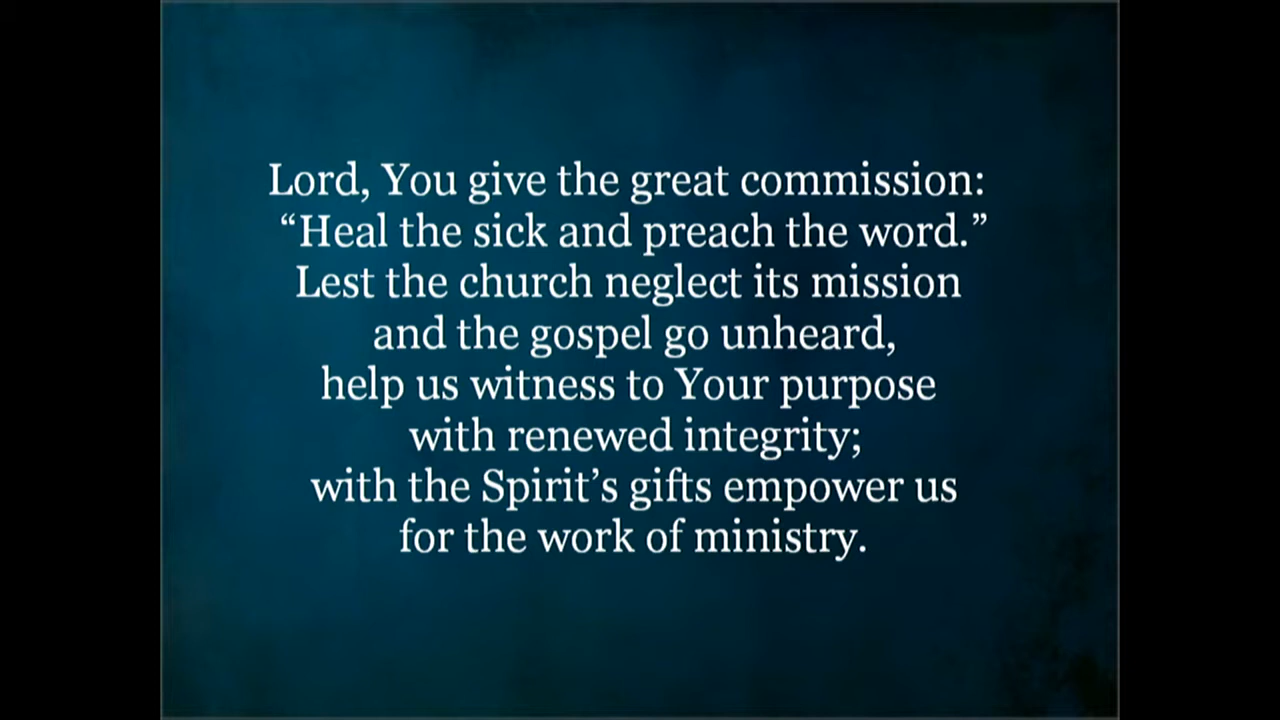 Lord, You give the great commission:
“Heal the sick and preach the word.”
Lest the church neglect its mission
and the gospel go unheard,
help us witness to Your purpose
with renewed integrity;
with the Spirit’s gifts empower us
for the work of ministry.